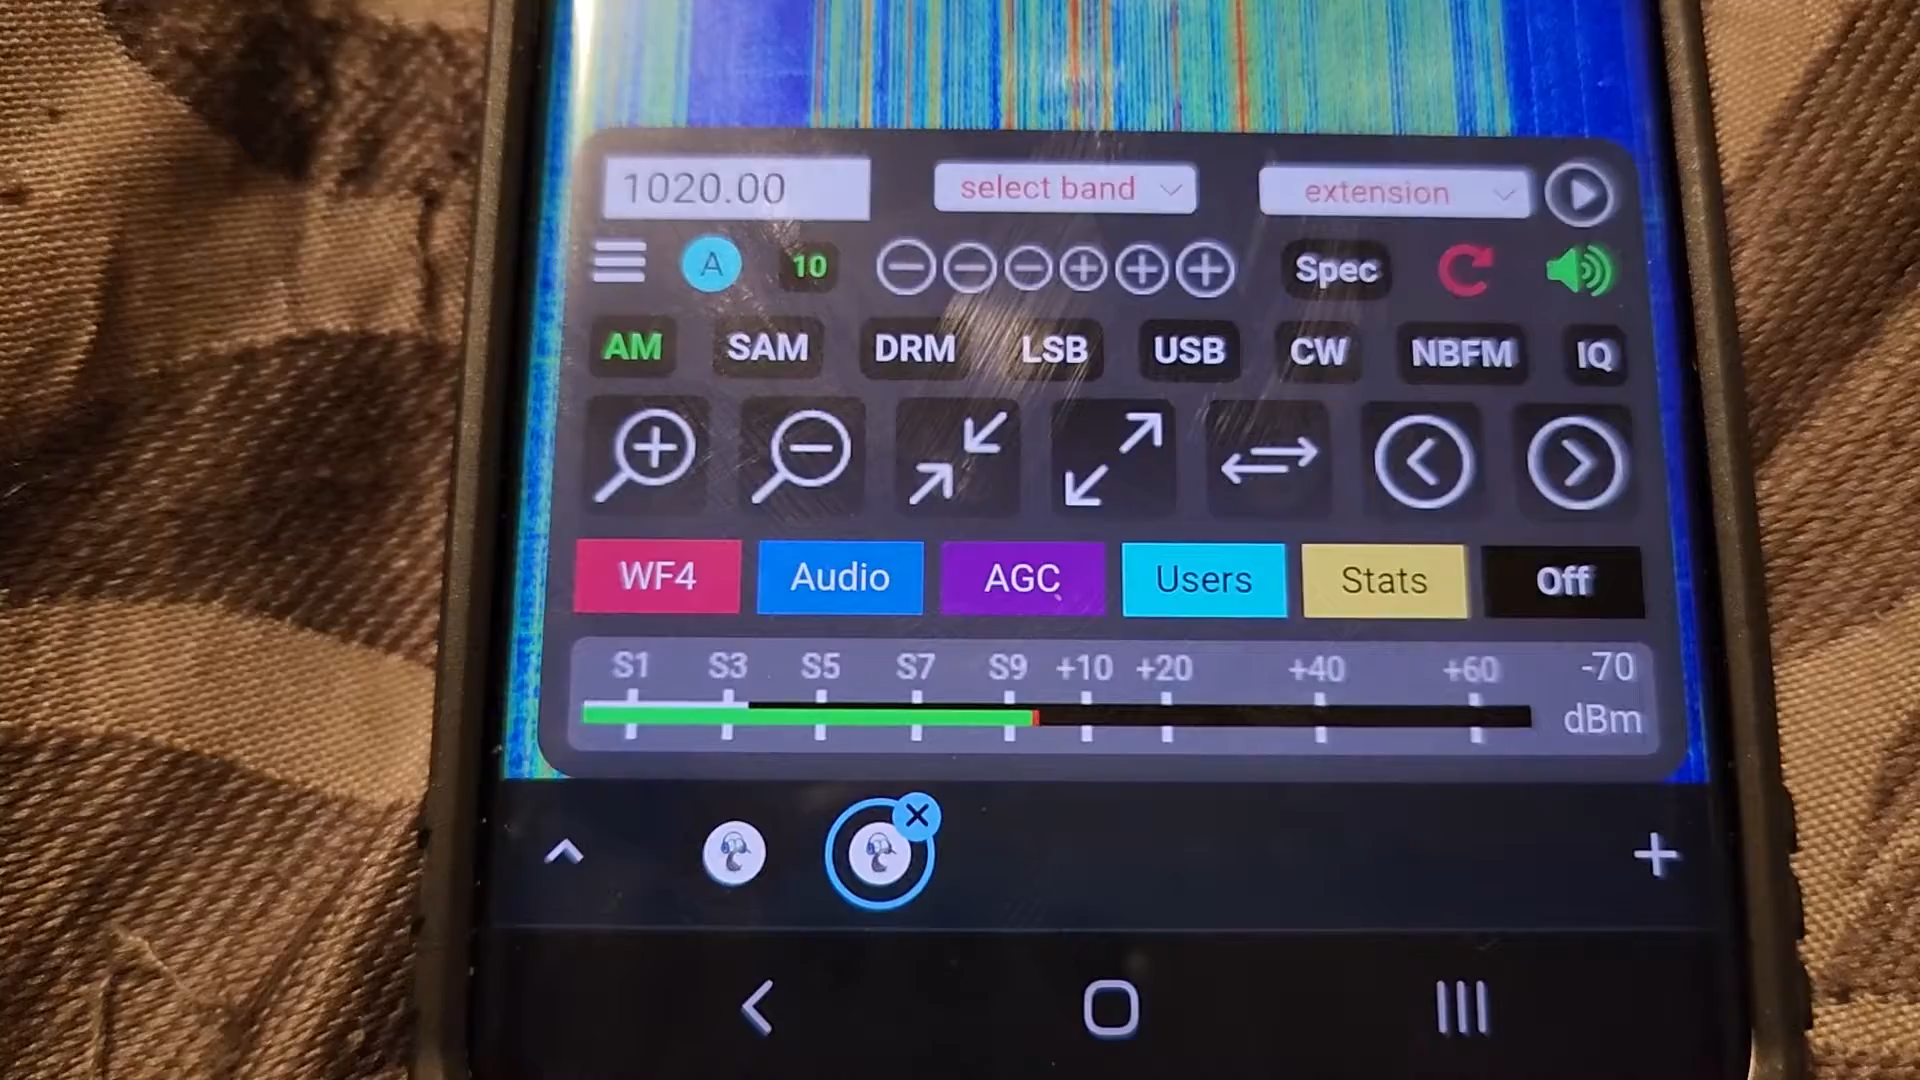 1020.00 select band extension
A 10 Spec
AM SAM DRM LSB USB CW NBFM IQ
WF4 Audio AGC Users Stats Off
S1 S3 S5 S7 S9 +10 +20 +40 +60 -70
dBm